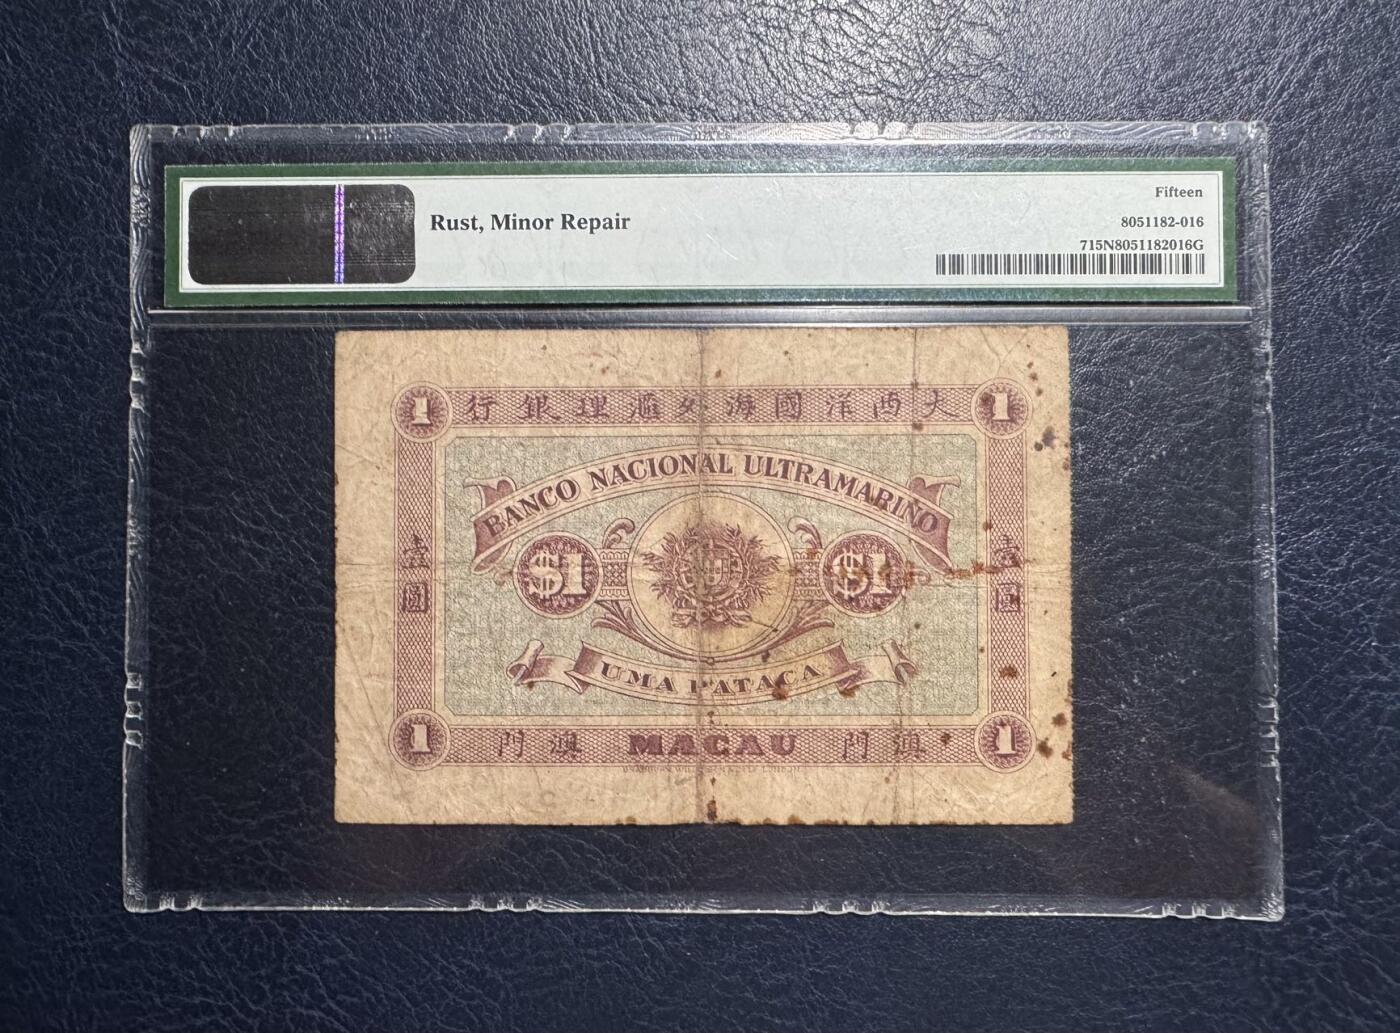 Fifteen
Rust, Minor Repair
8051182-016
715N8051182016G
1 行銀理滙外海國洋西大 1
BANCO NACIONAL ULTRAMARINO
壹圓 $1 $1 壹圓
UMA PATACA
1 門澳 MACAU 門澳 1